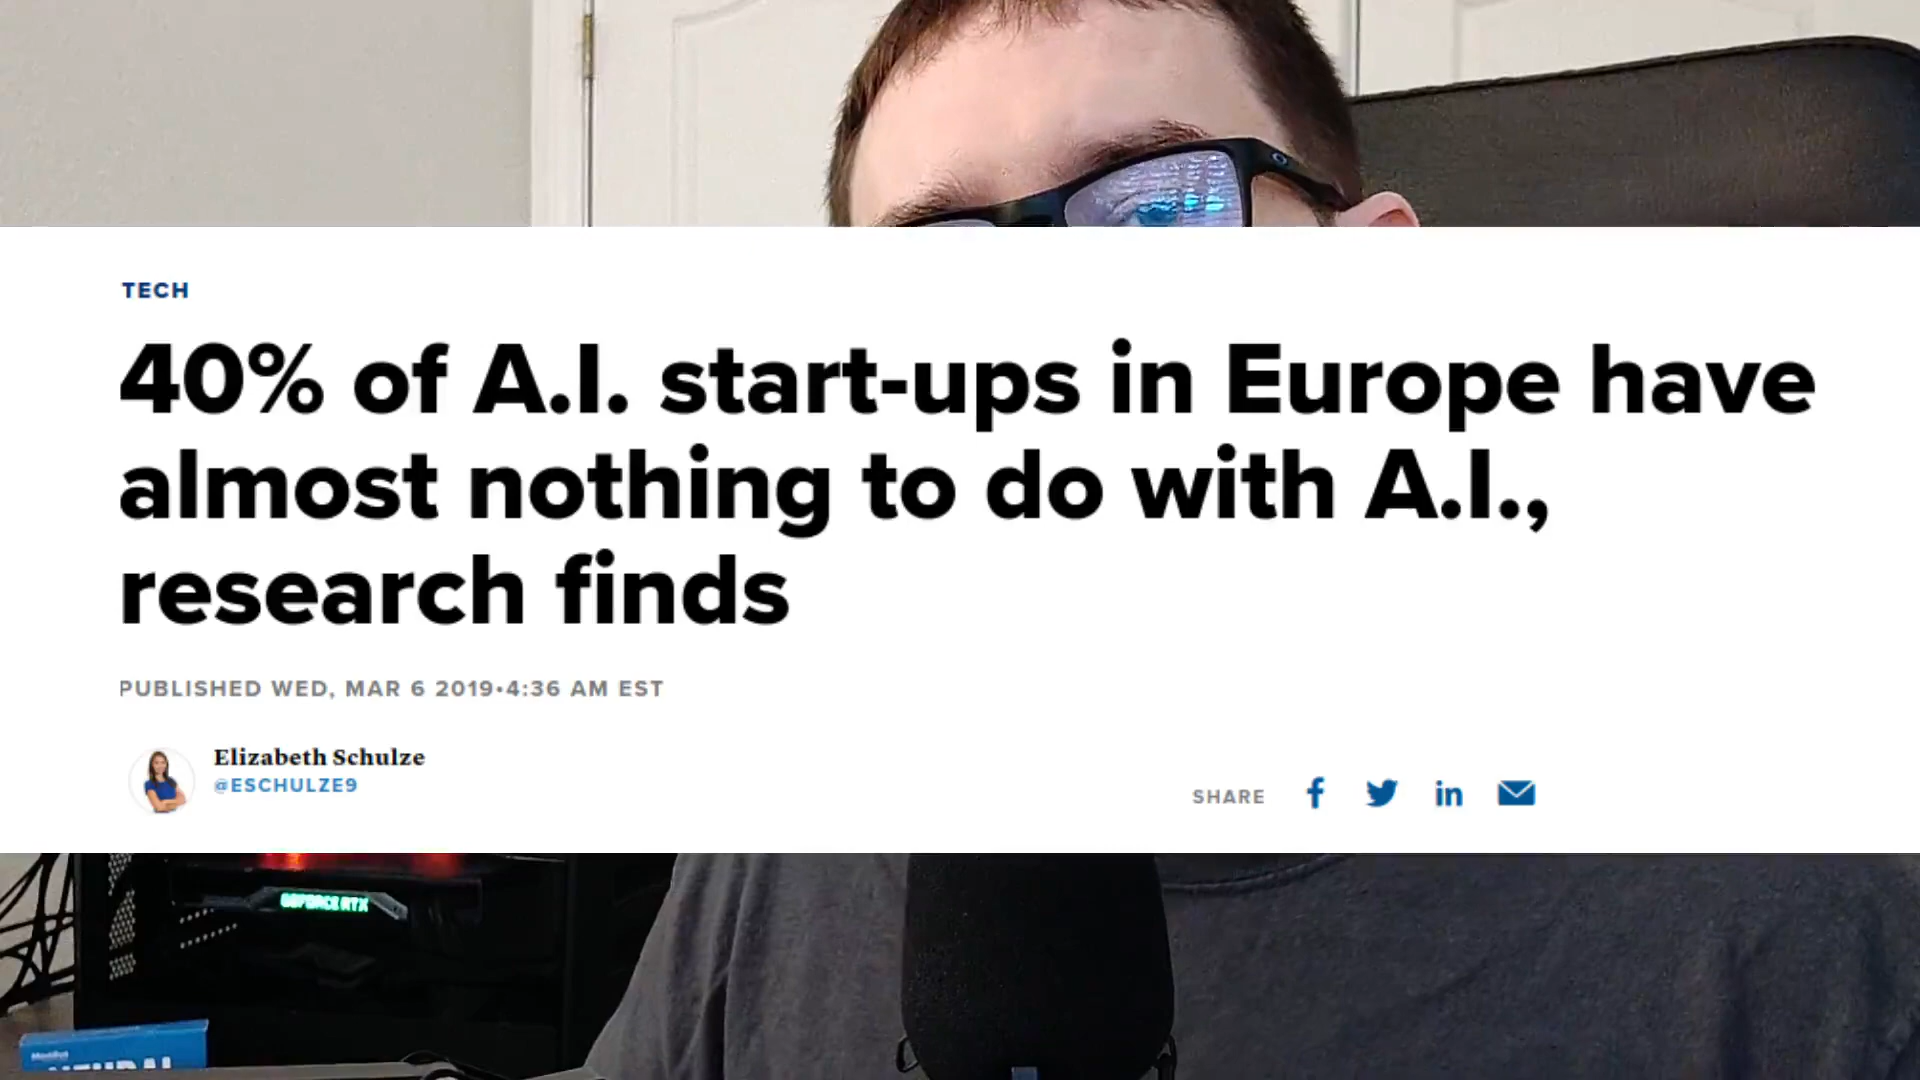 TECH
40% of A.I. start-ups in Europe have
almost nothing to do with A.I.,
research finds
PUBLISHED WED, MAR 6 2019•4:36 AM EST
Elizabeth Schulze
@ESCHULZE9
SHARE
GEFORCE RTX